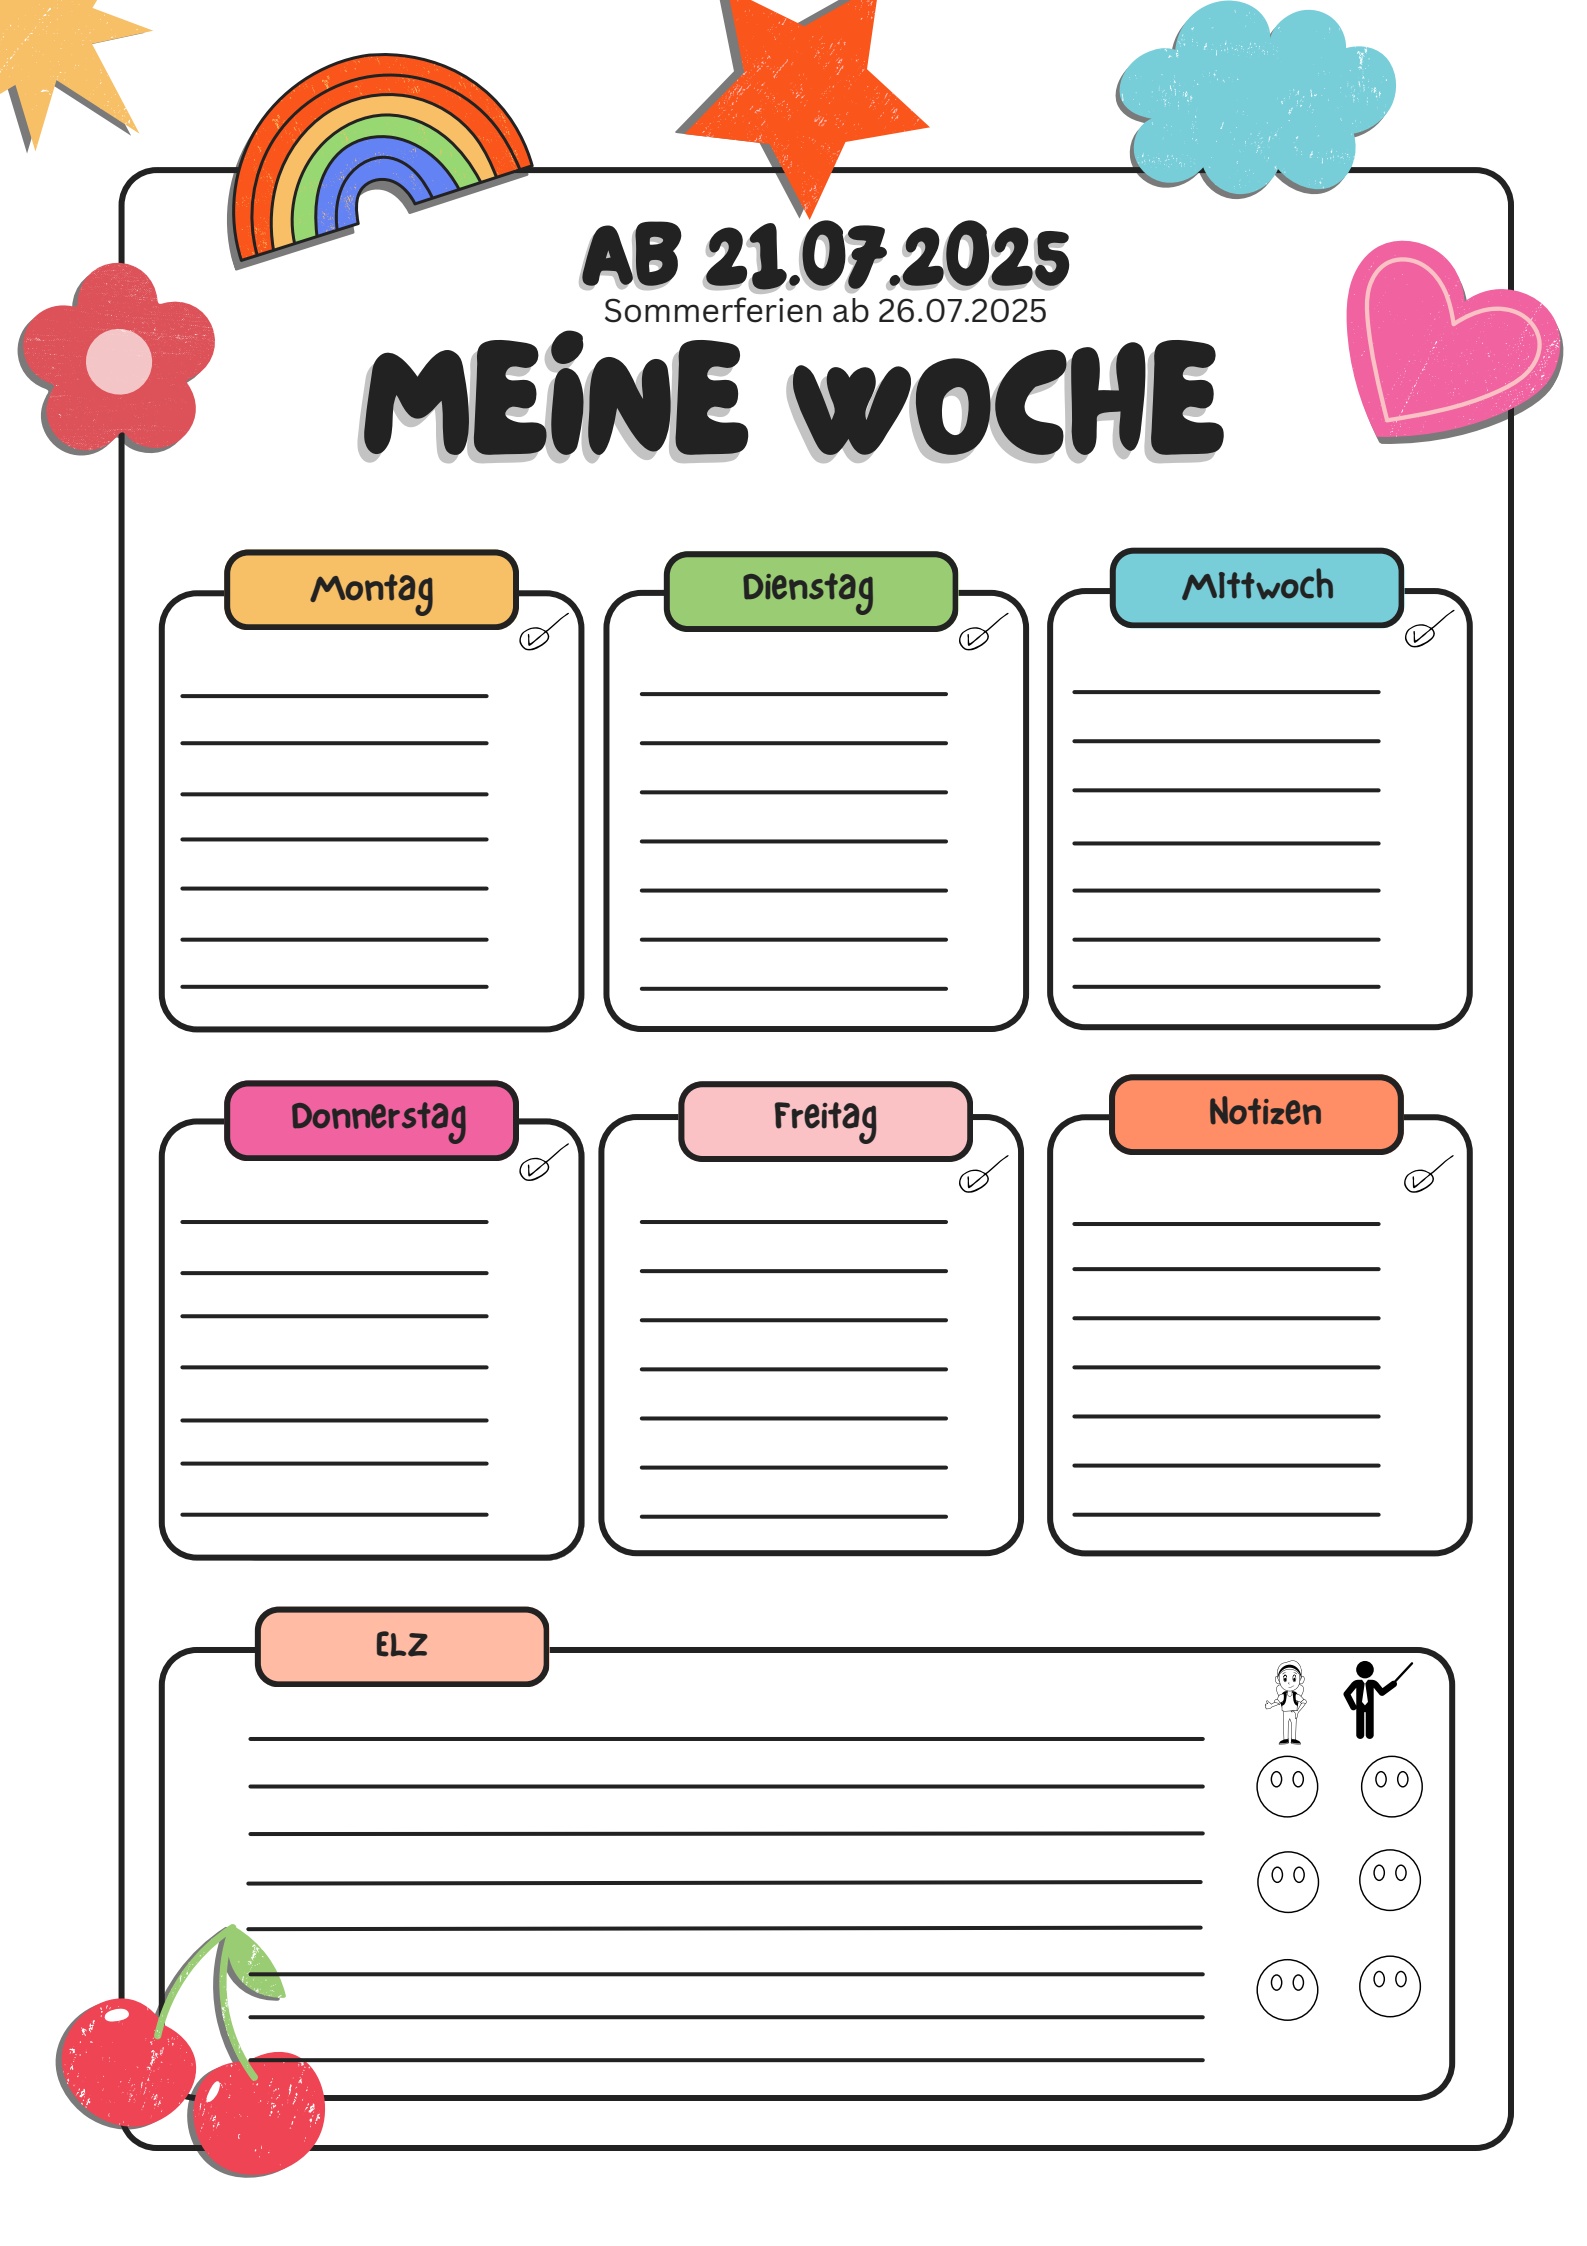 AB 21.07.2025
Sommerferien ab 26.07.2025
MEINE WOCHE
Montag
Dienstag
Mittwoch
Donnerstag
Freitag
Notizen
ELZ